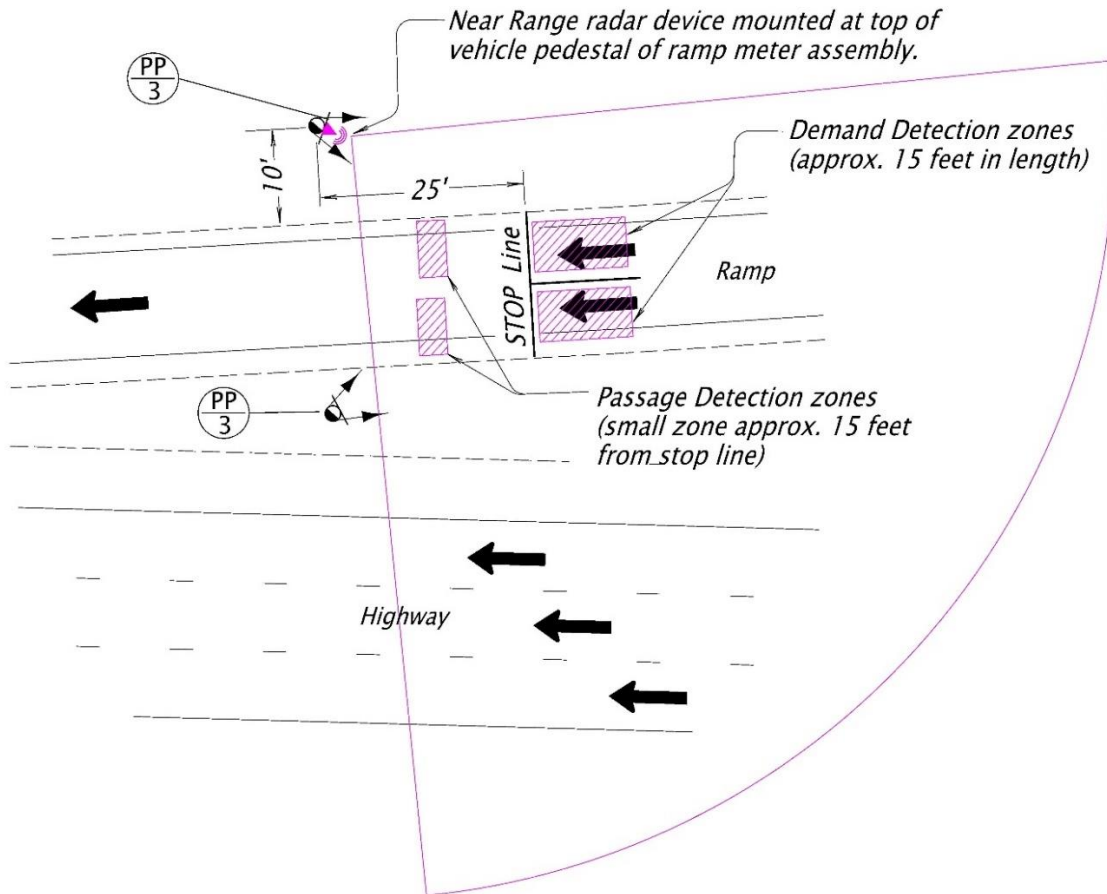 Near Range radar device mounted at top of
vehicle pedestal of ramp meter assembly.
PP
3
10'
25'
Demand Detection zones
(approx. 15 feet in length)
STOP Line
Ramp
PP
3
Passage Detection zones
(small zone approx. 15 feet
from stop line)
Highway